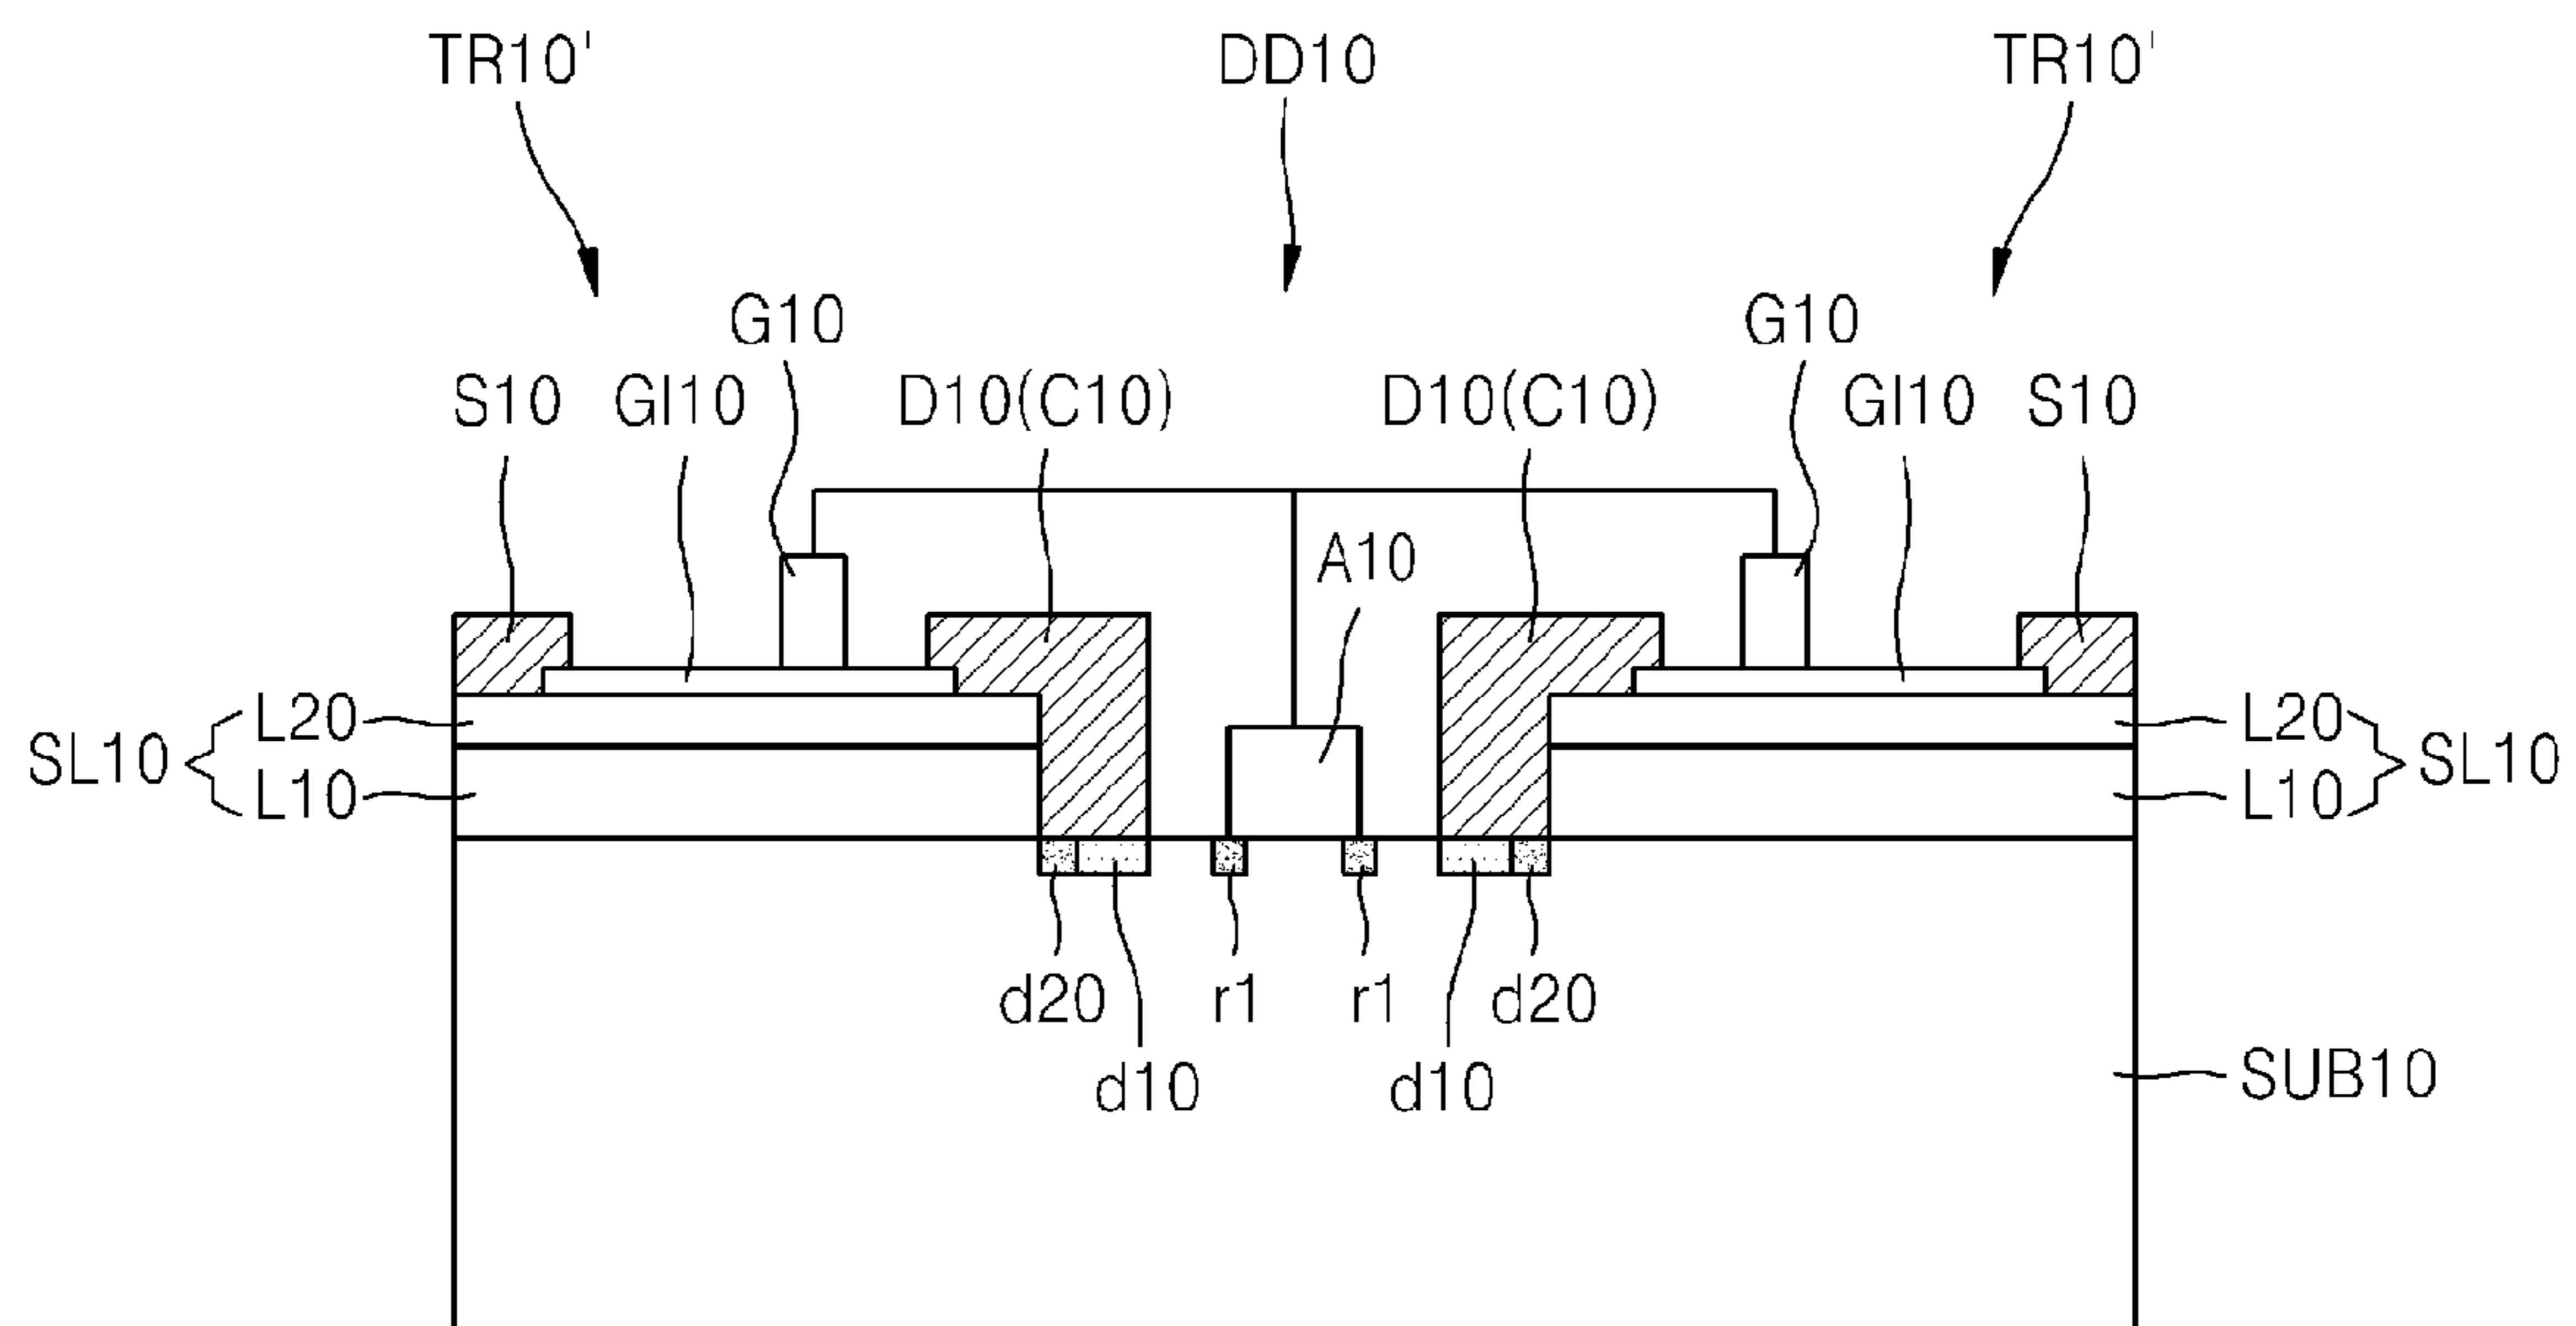 TR10' DD10 TR10'
G10 G10
S10 GI10 D10(C10) D10(C10) GI10 S10
A10
L20 L20
SL10 SL10
L10 L10
d20 r1 r1 d20
d10 d10
SUB10